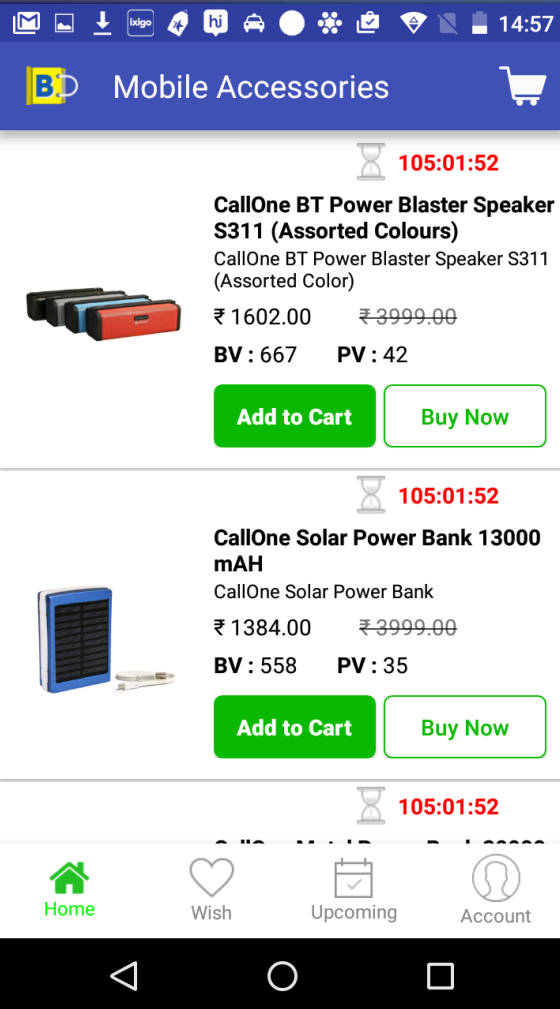 ixigo
hi
14:57
B
Mobile Accessories
105:01:52
CallOne BT Power Blaster Speaker
S311 (Assorted Colours)
CallOne BT Power Blaster Speaker S311
(Assorted Color)
₹ 1602.00 ₹ 3999.00
BV : 667 PV : 42
Add to Cart Buy Now
105:01:52
CallOne Solar Power Bank 13000
mAH
CallOne Solar Power Bank
₹ 1384.00 ₹ 3999.00
BV : 558 PV : 35
Add to Cart Buy Now
105:01:52
Home Wish Upcoming Account